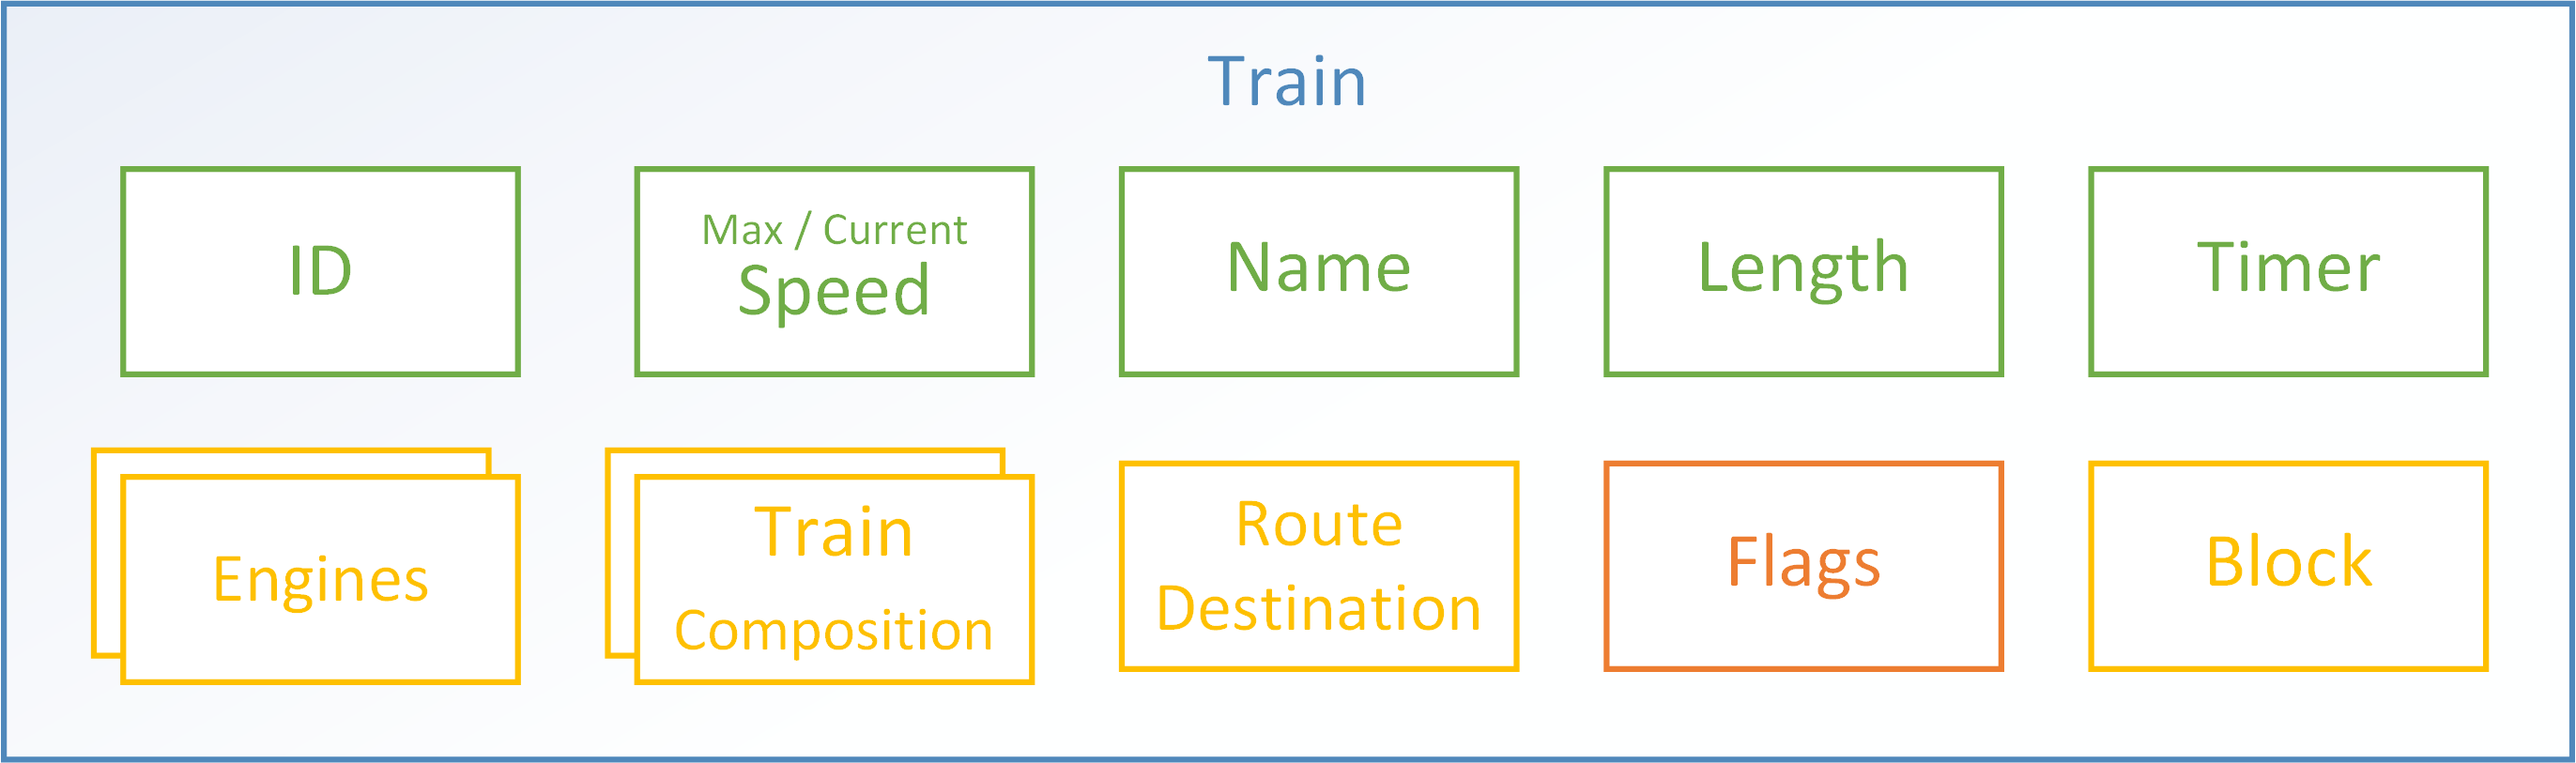 Train
ID
Max / Current
Speed
Name
Length
Timer
Engines
Train
Composition
Route
Destination
Flags
Block